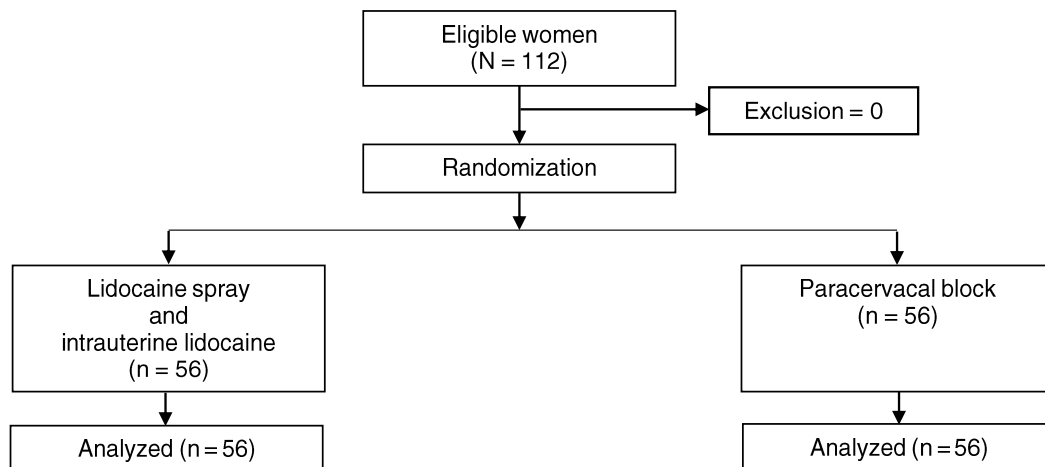 Eligible women
(N = 112)
Exclusion = 0
Randomization
Lidocaine spray
and
intrauterine lidocaine
(n = 56)
Paracervacal block
(n = 56)
Analyzed (n = 56)
Analyzed (n = 56)